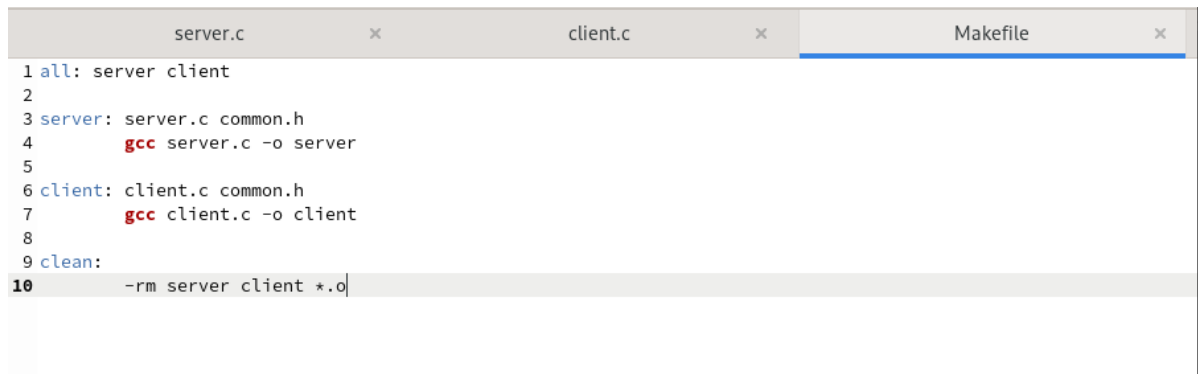 server.c × client.c × Makefile ×
1 all: server client
2
3 server: server.c common.h
4 gcc server.c -o server
5
6 client: client.c common.h
7 gcc client.c -o client
8
9 clean:
10 -rm server client *.o